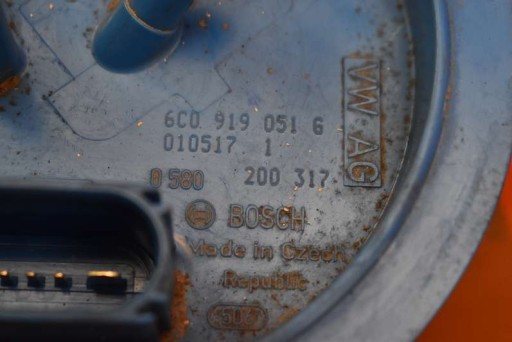 6C0 919 051 G
010517 1
0 580 200 317
VW AG
BOSCH
Made in Czech
Republic